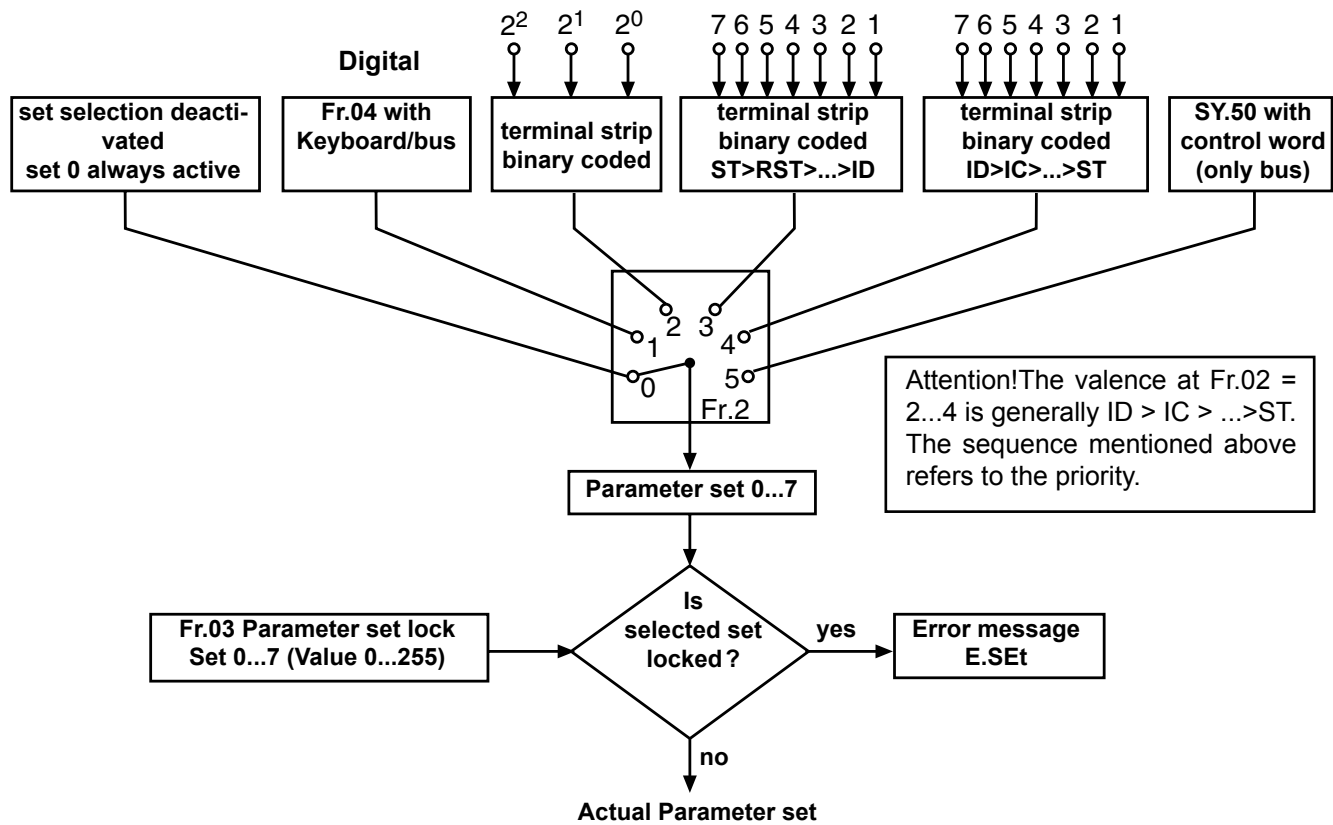 2² 2¹ 2⁰ 7 6 5 4 3 2 1 7 6 5 4 3 2 1
Digital
set selection deacti-
vated
set 0 always active
Fr.04 with
Keyboard/bus
terminal strip
binary coded
terminal strip
binary coded
ST>RST>...>ID
terminal strip
binary coded
ID>IC>...>ST
SY.50 with
control word
(only bus)
0
1
2
3
4
5
Fr.2
Attention!The valence at Fr.02 =
2...4 is generally ID > IC > ...>ST.
The sequence mentioned above
refers to the priority.
Parameter set 0...7
Is
selected set
locked?
Fr.03 Parameter set lock
Set 0...7 (Value 0...255)
yes
Error message
E.SEt
no
Actual Parameter set